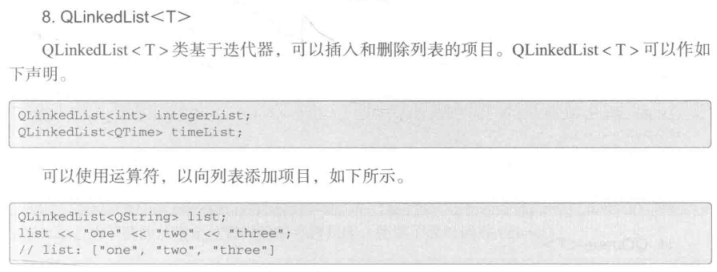 8. QLinkedList<T>
QLinkedList < T > 类基于迭代器，可以插入和删除列表的项目。QLinkedList < T > 可以作如
下声明。
QLinkedList<int> integerList;
QLinkedList<QTime> timeList;
可以使用运算符，以向列表添加项目，如下所示。
QLinkedList<QString> list;
list << "one" << "two" << "three";
// list: ["one", "two", "three"]